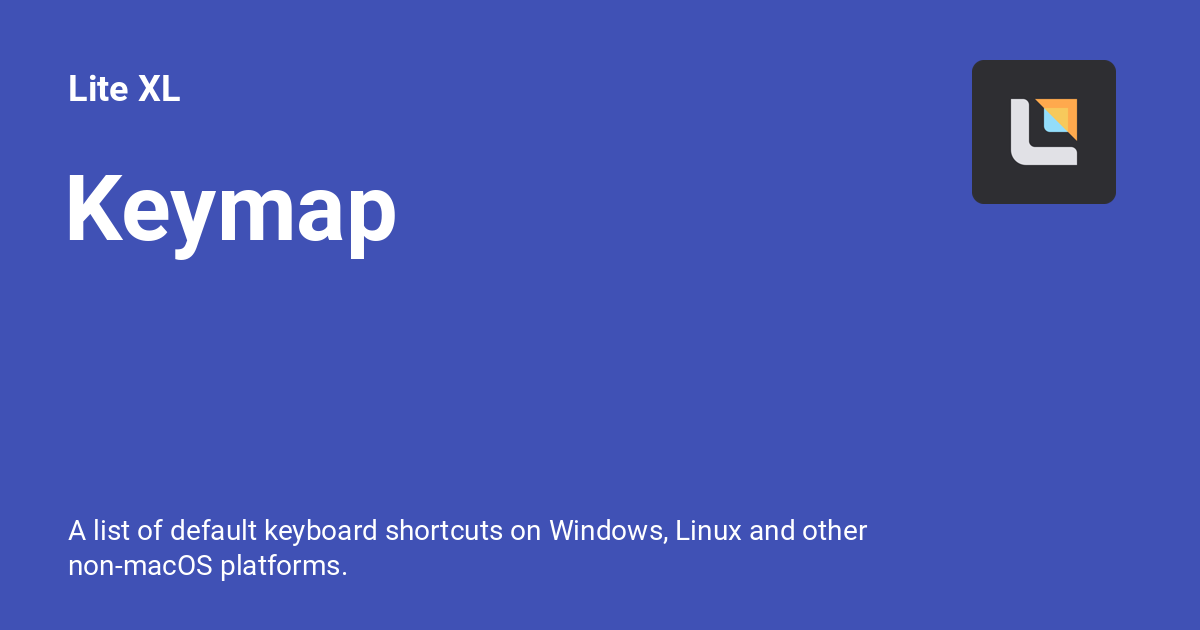 Lite XL
Keymap
A list of default keyboard shortcuts on Windows, Linux and other
non-macOS platforms.